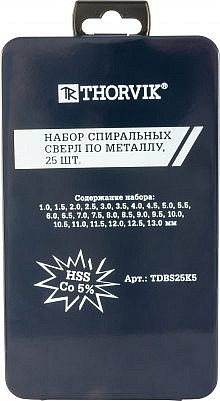 TR THORVIK®
НАБОР СПИРАЛЬНЫХ
СВЕРЛ ПО МЕТАЛЛУ,
25 ШТ.
Содержание набора:
1.0, 1.5, 2.0, 2.5, 3.0, 3.5, 4.0, 4.5, 5.0, 5.5,
6.0, 6.5, 7.0, 7.5, 8.0, 8.5, 9.0, 9.5, 10.0,
10.5, 11.0, 11.5, 12.0, 12.5, 13.0 мм
HSS
Co 5%
Арт.: TDBS25K5